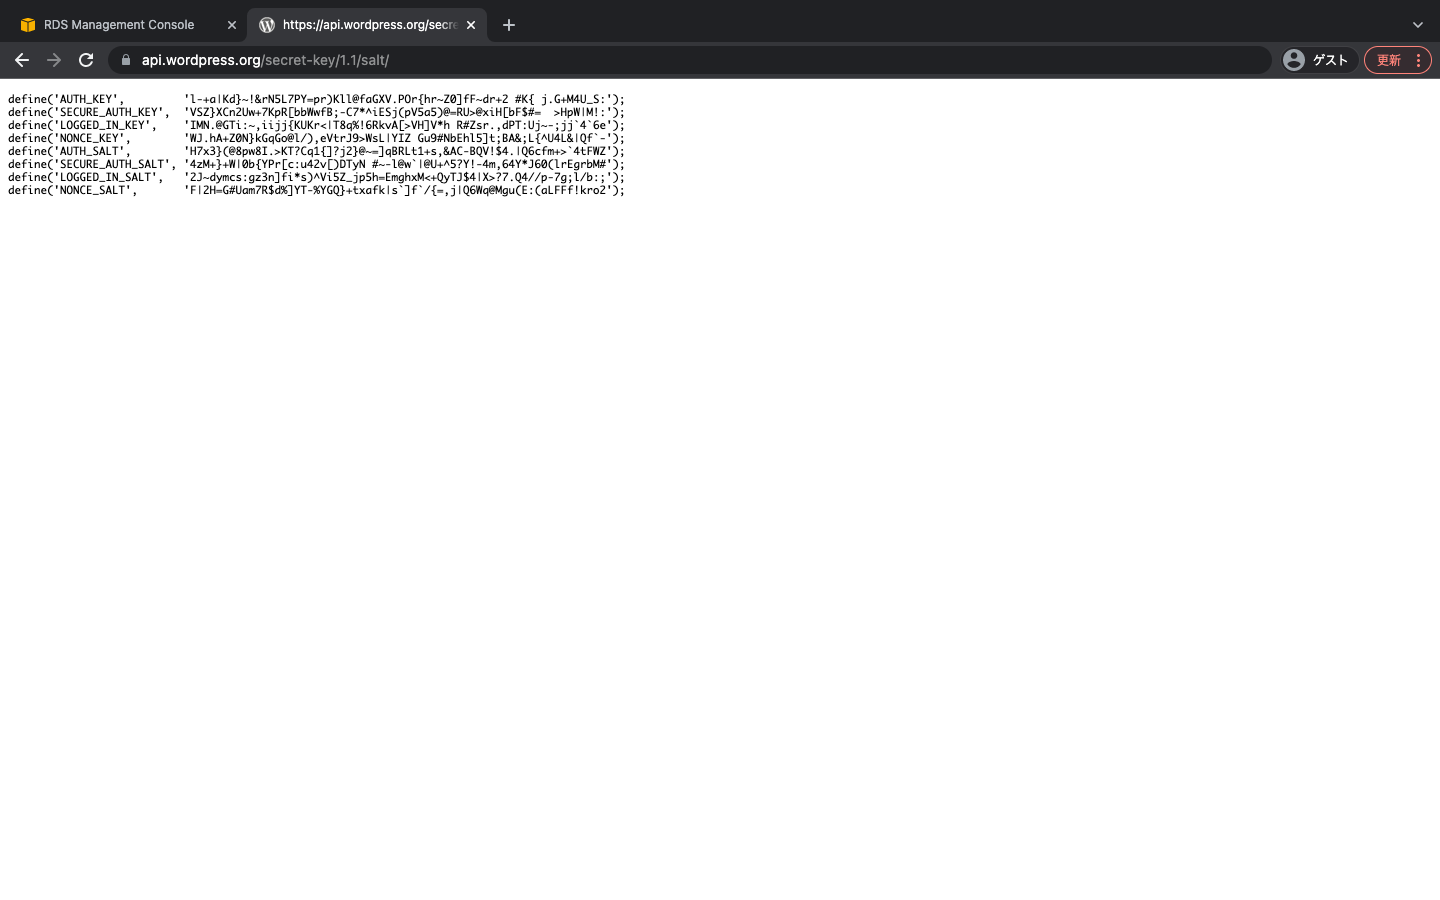 RDS Management Console
https://api.wordpress.org/secre
api.wordpress.org/secret-key/1.1/salt/
ゲスト
更新
define('AUTH_KEY',         'l-+a|Kd}~!&rN5L7PY=pr)Kll@faGXV.POr{hr~Z0]fF~dr+2 #K{ j.G+M4U_S:');
define('SECURE_AUTH_KEY',  'VSZ}XCn2Uw+7KpR[bbWwfB;-C7*^iESj(pV5a5)@=RU>@xiH[bF$#=  >HpW|M!:');
define('LOGGED_IN_KEY',    'IMN.@GTi:~,iijj{KUKr<|T8q%!6RkvA[>VH]V*h R#Zsr.,dPT:Uj~-;jj`4`6e');
define('NONCE_KEY',        'WJ.hA+Z0N}kGqGo@l/),eVtrJ9>WsL|YIZ Gu9#NbEhl5]t;BA&;L{^U4L&|Qf`-');
define('AUTH_SALT',        'H7x3}(@8pw8I.>KT?Cq1{]?j2}@~=]qBRLt1+s,&AC-BQV!$4.|Q6cfm+>`4tFWZ');
define('SECURE_AUTH_SALT', '4zM+}+W|0b{YPr[c:u42v[)DTyN #~-l@w`|@U+^5?Y!-4m,64Y*J60(lrEgrbM#');
define('LOGGED_IN_SALT',   '2J~dymcs:gz3n]fi*s)^Vi5Z_jp5h=EmghxM<+QyTJ$4|X>?7.Q4//p-7g;l/b:;');
define('NONCE_SALT',       'F|2H=G#Uam7R$d%]YT-%YGQ}+txafk|s`]f`/{=,j|Q6Wq@Mgu(E:(aLFFf!kro2');